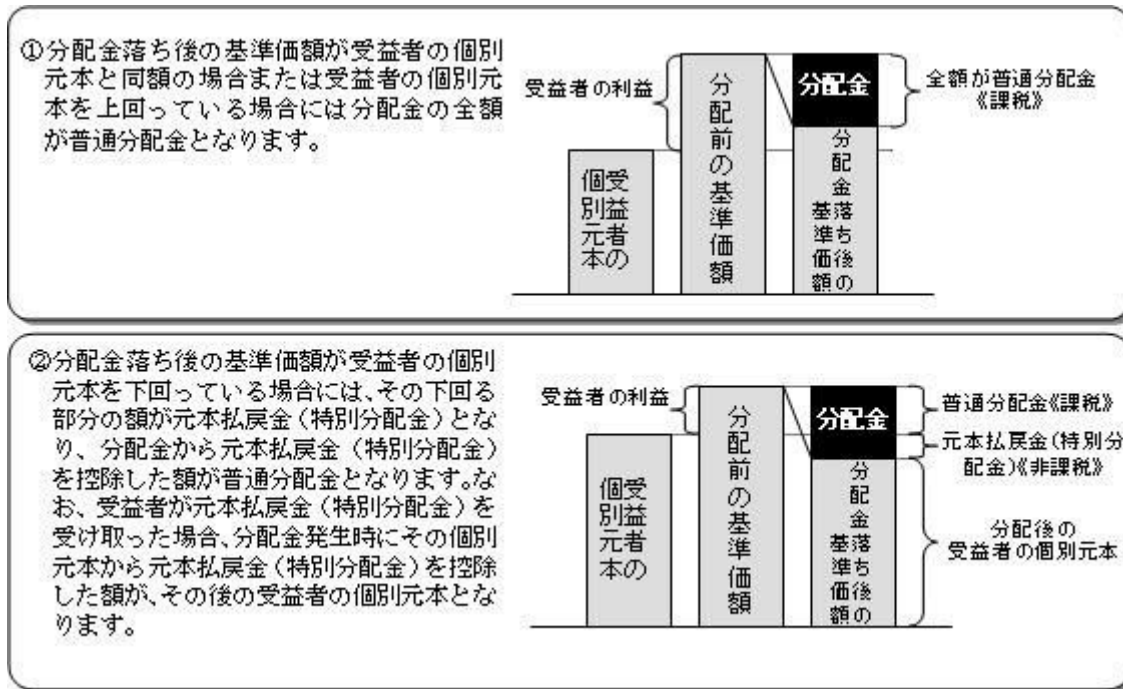 ①分配金落ち後の基準価額が受益者の個別
元本と同額の場合または受益者の個別元
本を上回っている場合には分配金の全額
が普通分配金となります。
受益者の利益
受益者の
個別元本
分配前の基準価額
分配金
分配金落ち後の
基準価額
全額が普通分配金
《課税》
②分配金落ち後の基準価額が受益者の個別
元本を下回っている場合には、その下回る
部分の額が元本払戻金(特別分配金)とな
り、分配金から元本払戻金(特別分配金)
を控除した額が普通分配金となります。な
お、受益者が元本払戻金(特別分配金)を
受け取った場合、分配金発生時にその個別
元本から元本払戻金(特別分配金)を控除
した額が、その後の受益者の個別元本とな
ります。
受益者の利益
受益者の
個別元本
分配前の基準価額
分配金
分配金落ち後の
基準価額
普通分配金《課税》
元本払戻金(特別分
配金)《非課税》
分配後の
受益者の個別元本